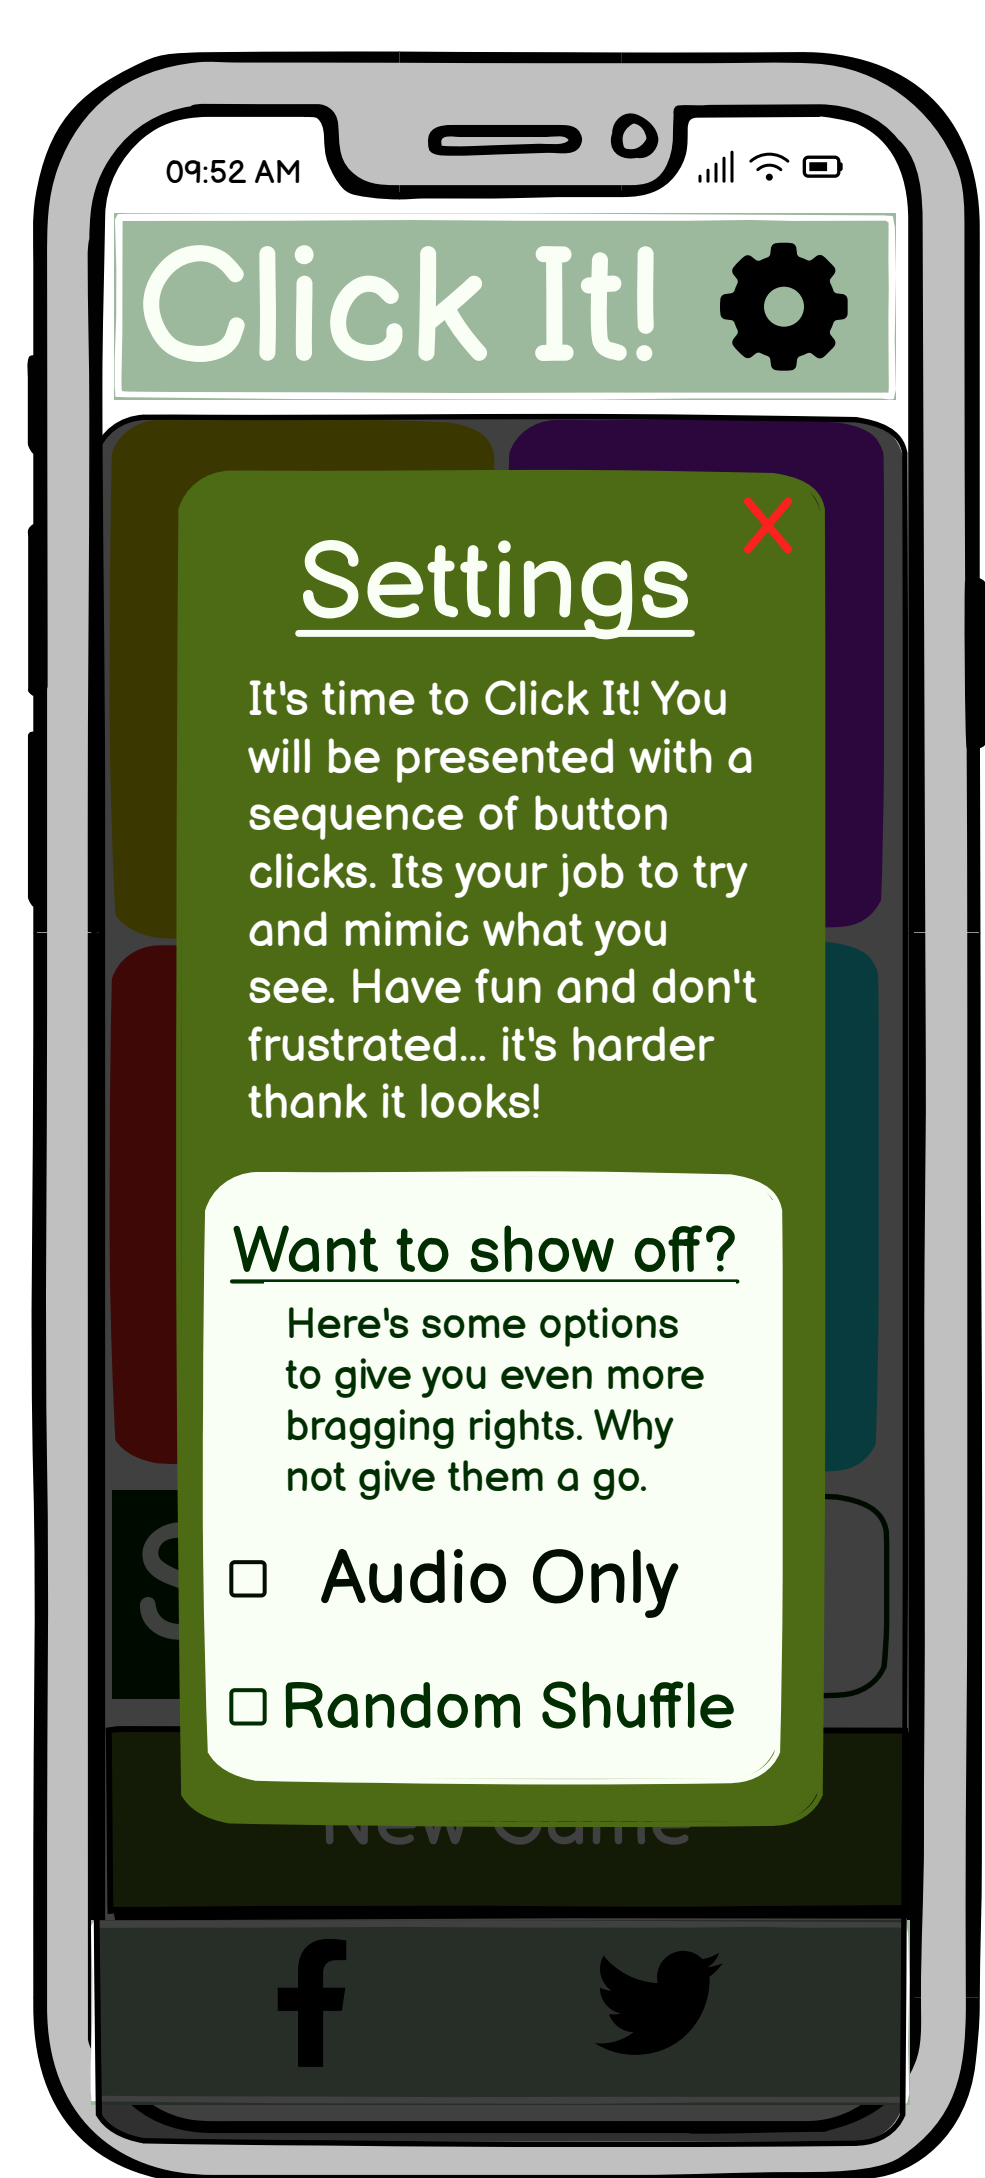 09:52 AM
Click It!
Settings
It's time to Click It! You
will be presented with a
sequence of button
clicks. Its your job to try
and mimic what you
see. Have fun and don't
frustrated... it's harder
thank it looks!
Want to show off?
Here's some options
to give you even more
bragging rights. Why
not give them a go.
Audio Only
Random Shuffle
New Game